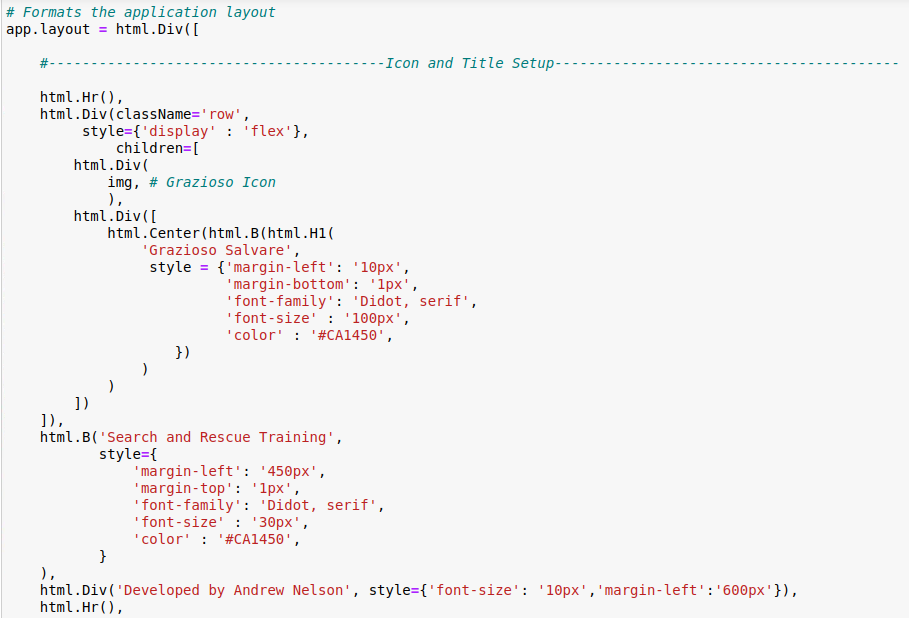 # Formats the application layout
app.layout = html.Div([
#----------------------------------------Icon and Title Setup-----------------------------------------
html.Hr(),
html.Div(className='row',
style={'display' : 'flex'},
children=[
html.Div(
img, # Grazioso Icon
),
html.Div([
html.Center(html.B(html.H1(
'Grazioso Salvare',
style = {'margin-left': '10px',
'margin-bottom': '1px',
'font-family': 'Didot, serif',
'font-size' : '100px',
'color' : '#CA1450',
})
)
)
])
]),
html.B('Search and Rescue Training',
style={
'margin-left': '450px',
'margin-top': '1px',
'font-family': 'Didot, serif',
'font-size' : '30px',
'color' : '#CA1450',
}
),
html.Div('Developed by Andrew Nelson', style={'font-size': '10px','margin-left':'600px'}),
html.Hr(),